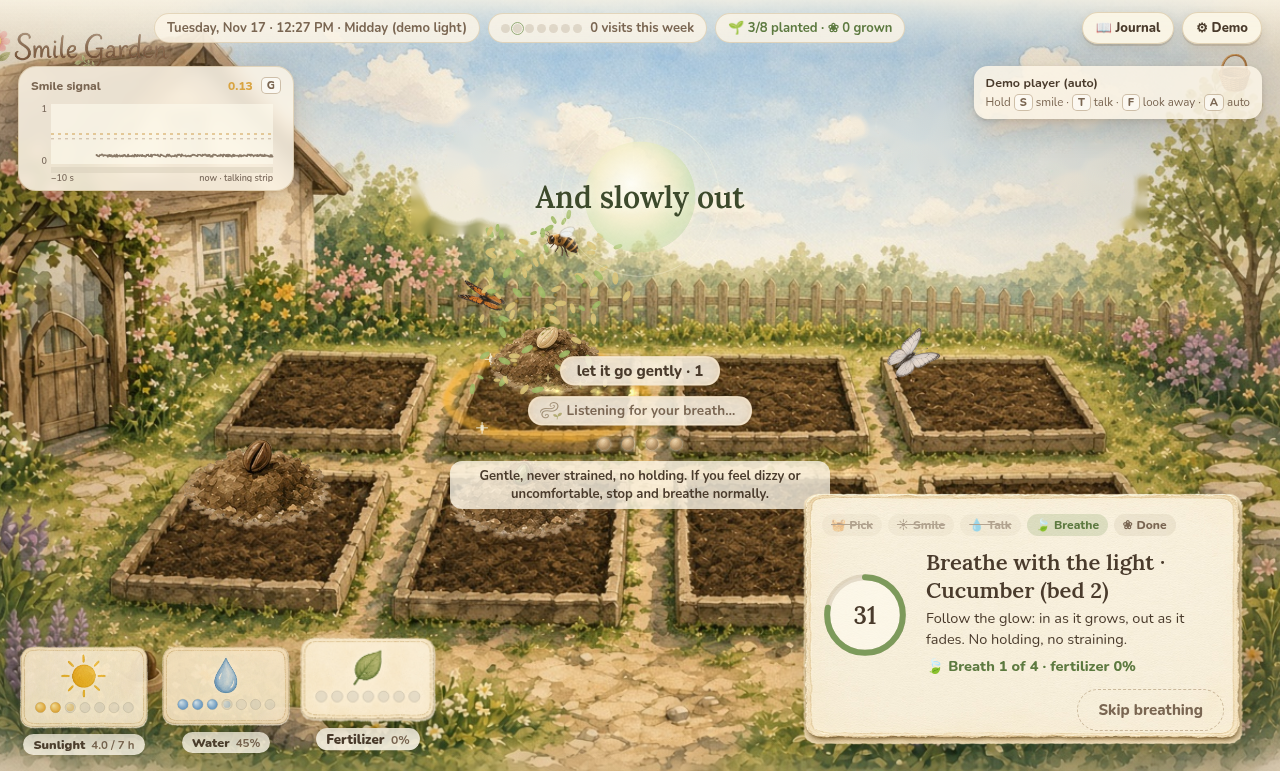 Smile Garden
Tuesday, Nov 17 · 12:27 PM · Midday (demo light)
0 visits this week
3/8 planted · ❀ 0 grown
Journal
Demo
Smile signal
0.13
G
1
0
−10 s
now · talking strip
Demo player (auto)
Hold S smile · T talk · F look away · A auto
And slowly out
let it go gently · 1
Listening for your breath...
Gentle, never strained, no holding. If you feel dizzy or
uncomfortable, stop and breathe normally.
Pick
Smile
Talk
Breathe
Done
31
Breathe with the light ·
Cucumber (bed 2)
Follow the glow: in as it grows, out as it
fades. No holding, no straining.
Breath 1 of 4 · fertilizer 0%
Skip breathing
Sunlight 4.0 / 7 h
Water 45%
Fertilizer 0%